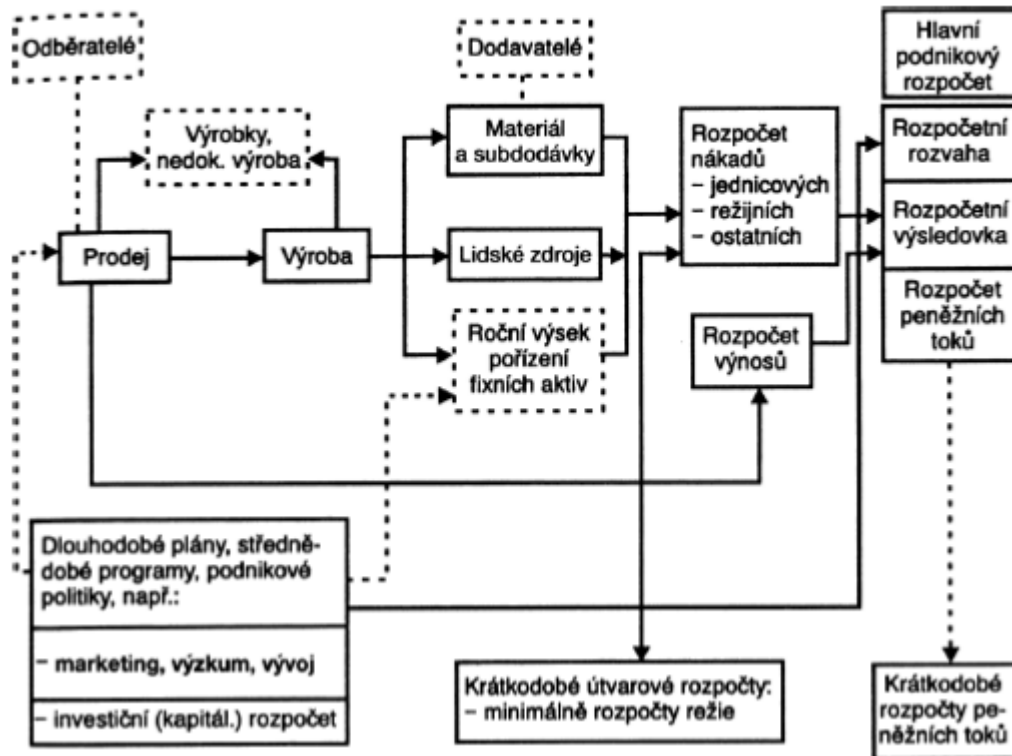 Odběratelé
Dodavatelé
Hlavní
podnikový
rozpočet
Výrobky,
nedok. výroba
Materiál
a subdodávky
Rozpočet
nákadů
– jednicových
– režijních
– ostatních
Rozpočetní
rozvaha
Prodej
Výroba
Lidské zdroje
Rozpočetní
výsledovka
Roční výsek
pořízení
fixních aktiv
Rozpočet
výnosů
Rozpočet
peněžních
toků
Dlouhodobé plány, středně-
dobé programy, podnikové
politiky, např.:
– marketing, výzkum, vývoj
– investiční (kapitál.) rozpočet
Krátkodobé útvarové rozpočty:
– minimálně rozpočty režie
Krátkodobé
rozpočty pe-
něžních toků